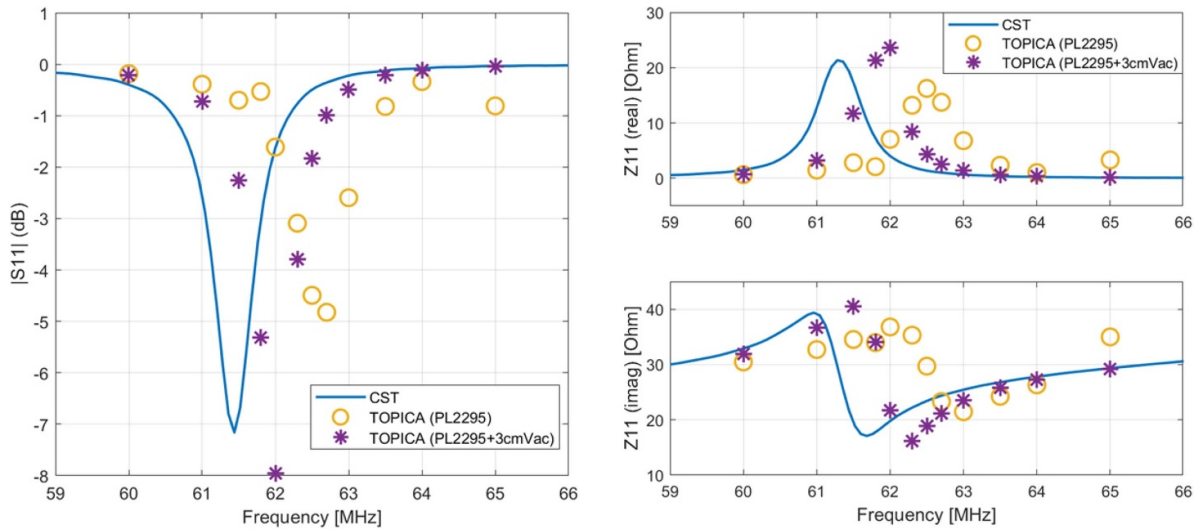 1
0
-1
-2
-3
-4
-5
-6
-7
-8
|S11| (dB)
CST
TOPICA (PL2295)
TOPICA (PL2295+3cmVac)
59 60 61 62 63 64 65 66
Frequency [MHz]
30
20
10
0
Z11 (real) [Ohm]
CST
TOPICA (PL2295)
TOPICA (PL2295+3cmVac)
59 60 61 62 63 64 65 66
40
30
20
10
Z11 (imag) [Ohm]
59 60 61 62 63 64 65 66
Frequency [MHz]